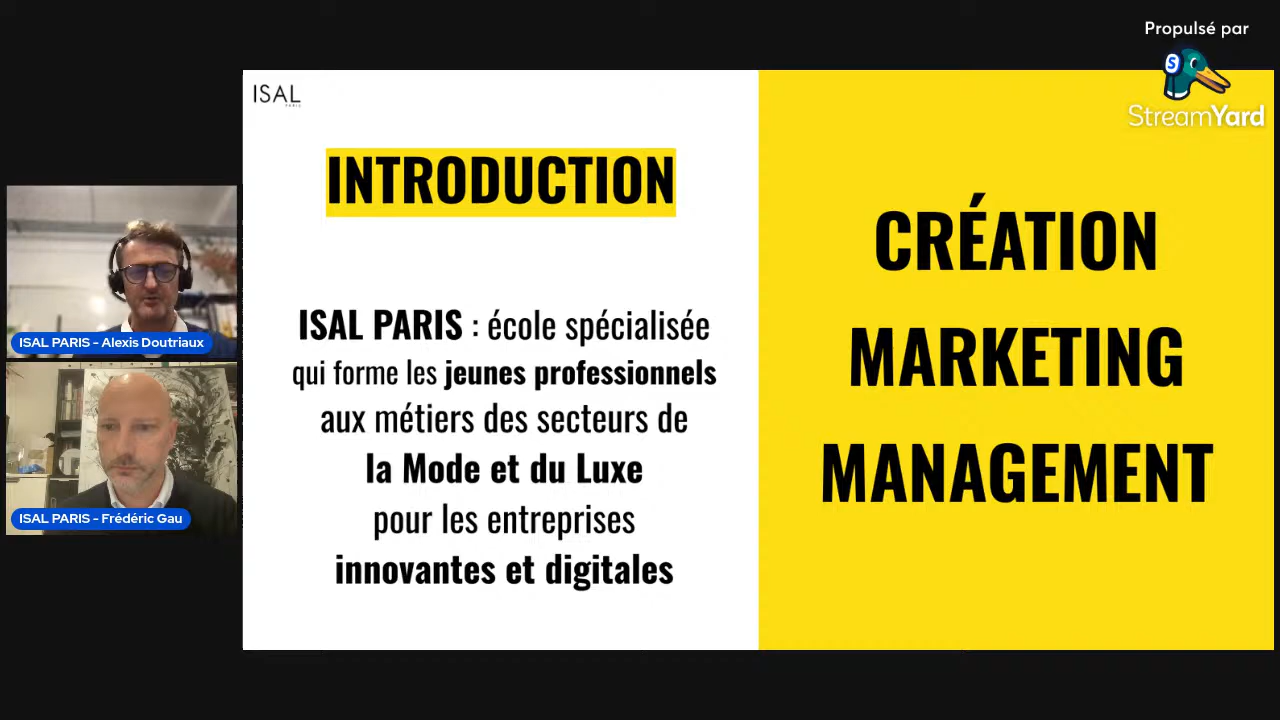 Propulsé par
S
StreamYard
ISAL
PARIS
INTRODUCTION
ISAL PARIS : école spécialisée
qui forme les jeunes professionnels
aux métiers des secteurs de
la Mode et du Luxe
pour les entreprises
innovantes et digitales
CRÉATION
MARKETING
MANAGEMENT
ISAL PARIS - Alexis Doutriaux
ISAL PARIS - Frédéric Gau